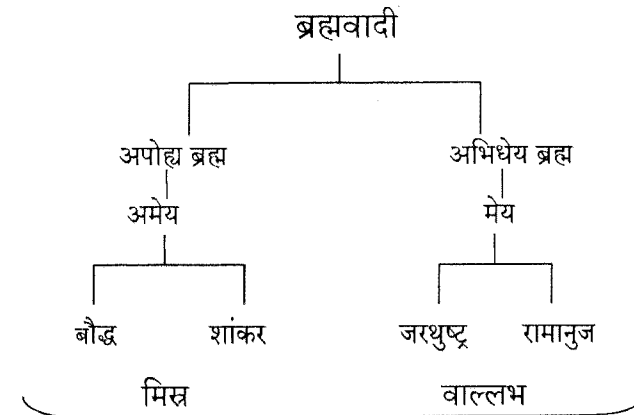 ब्रह्मवादी
अपोह्य ब्रह्म अभिधेय ब्रह्म
अमेय मेय
बौद्ध शांकर जरथुष्ट्र रामानुज
मिस्र वाल्लभ